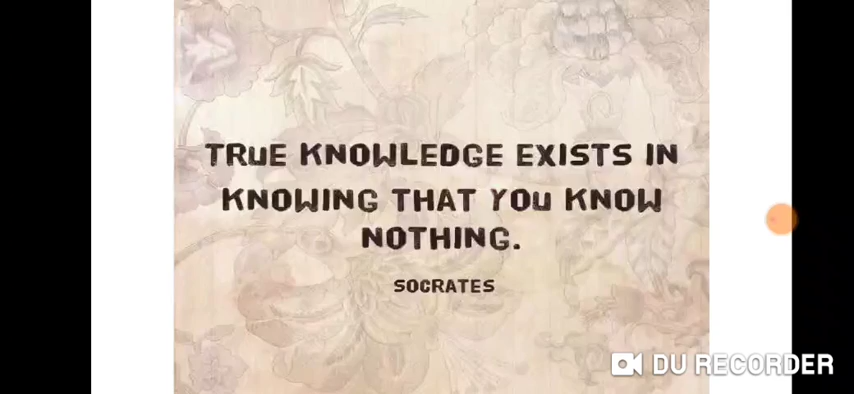 TRUE KNOWLEDGE EXISTS IN
KNOWING THAT YOU KNOW
NOTHING.
SOCRATES
DU RECORDER